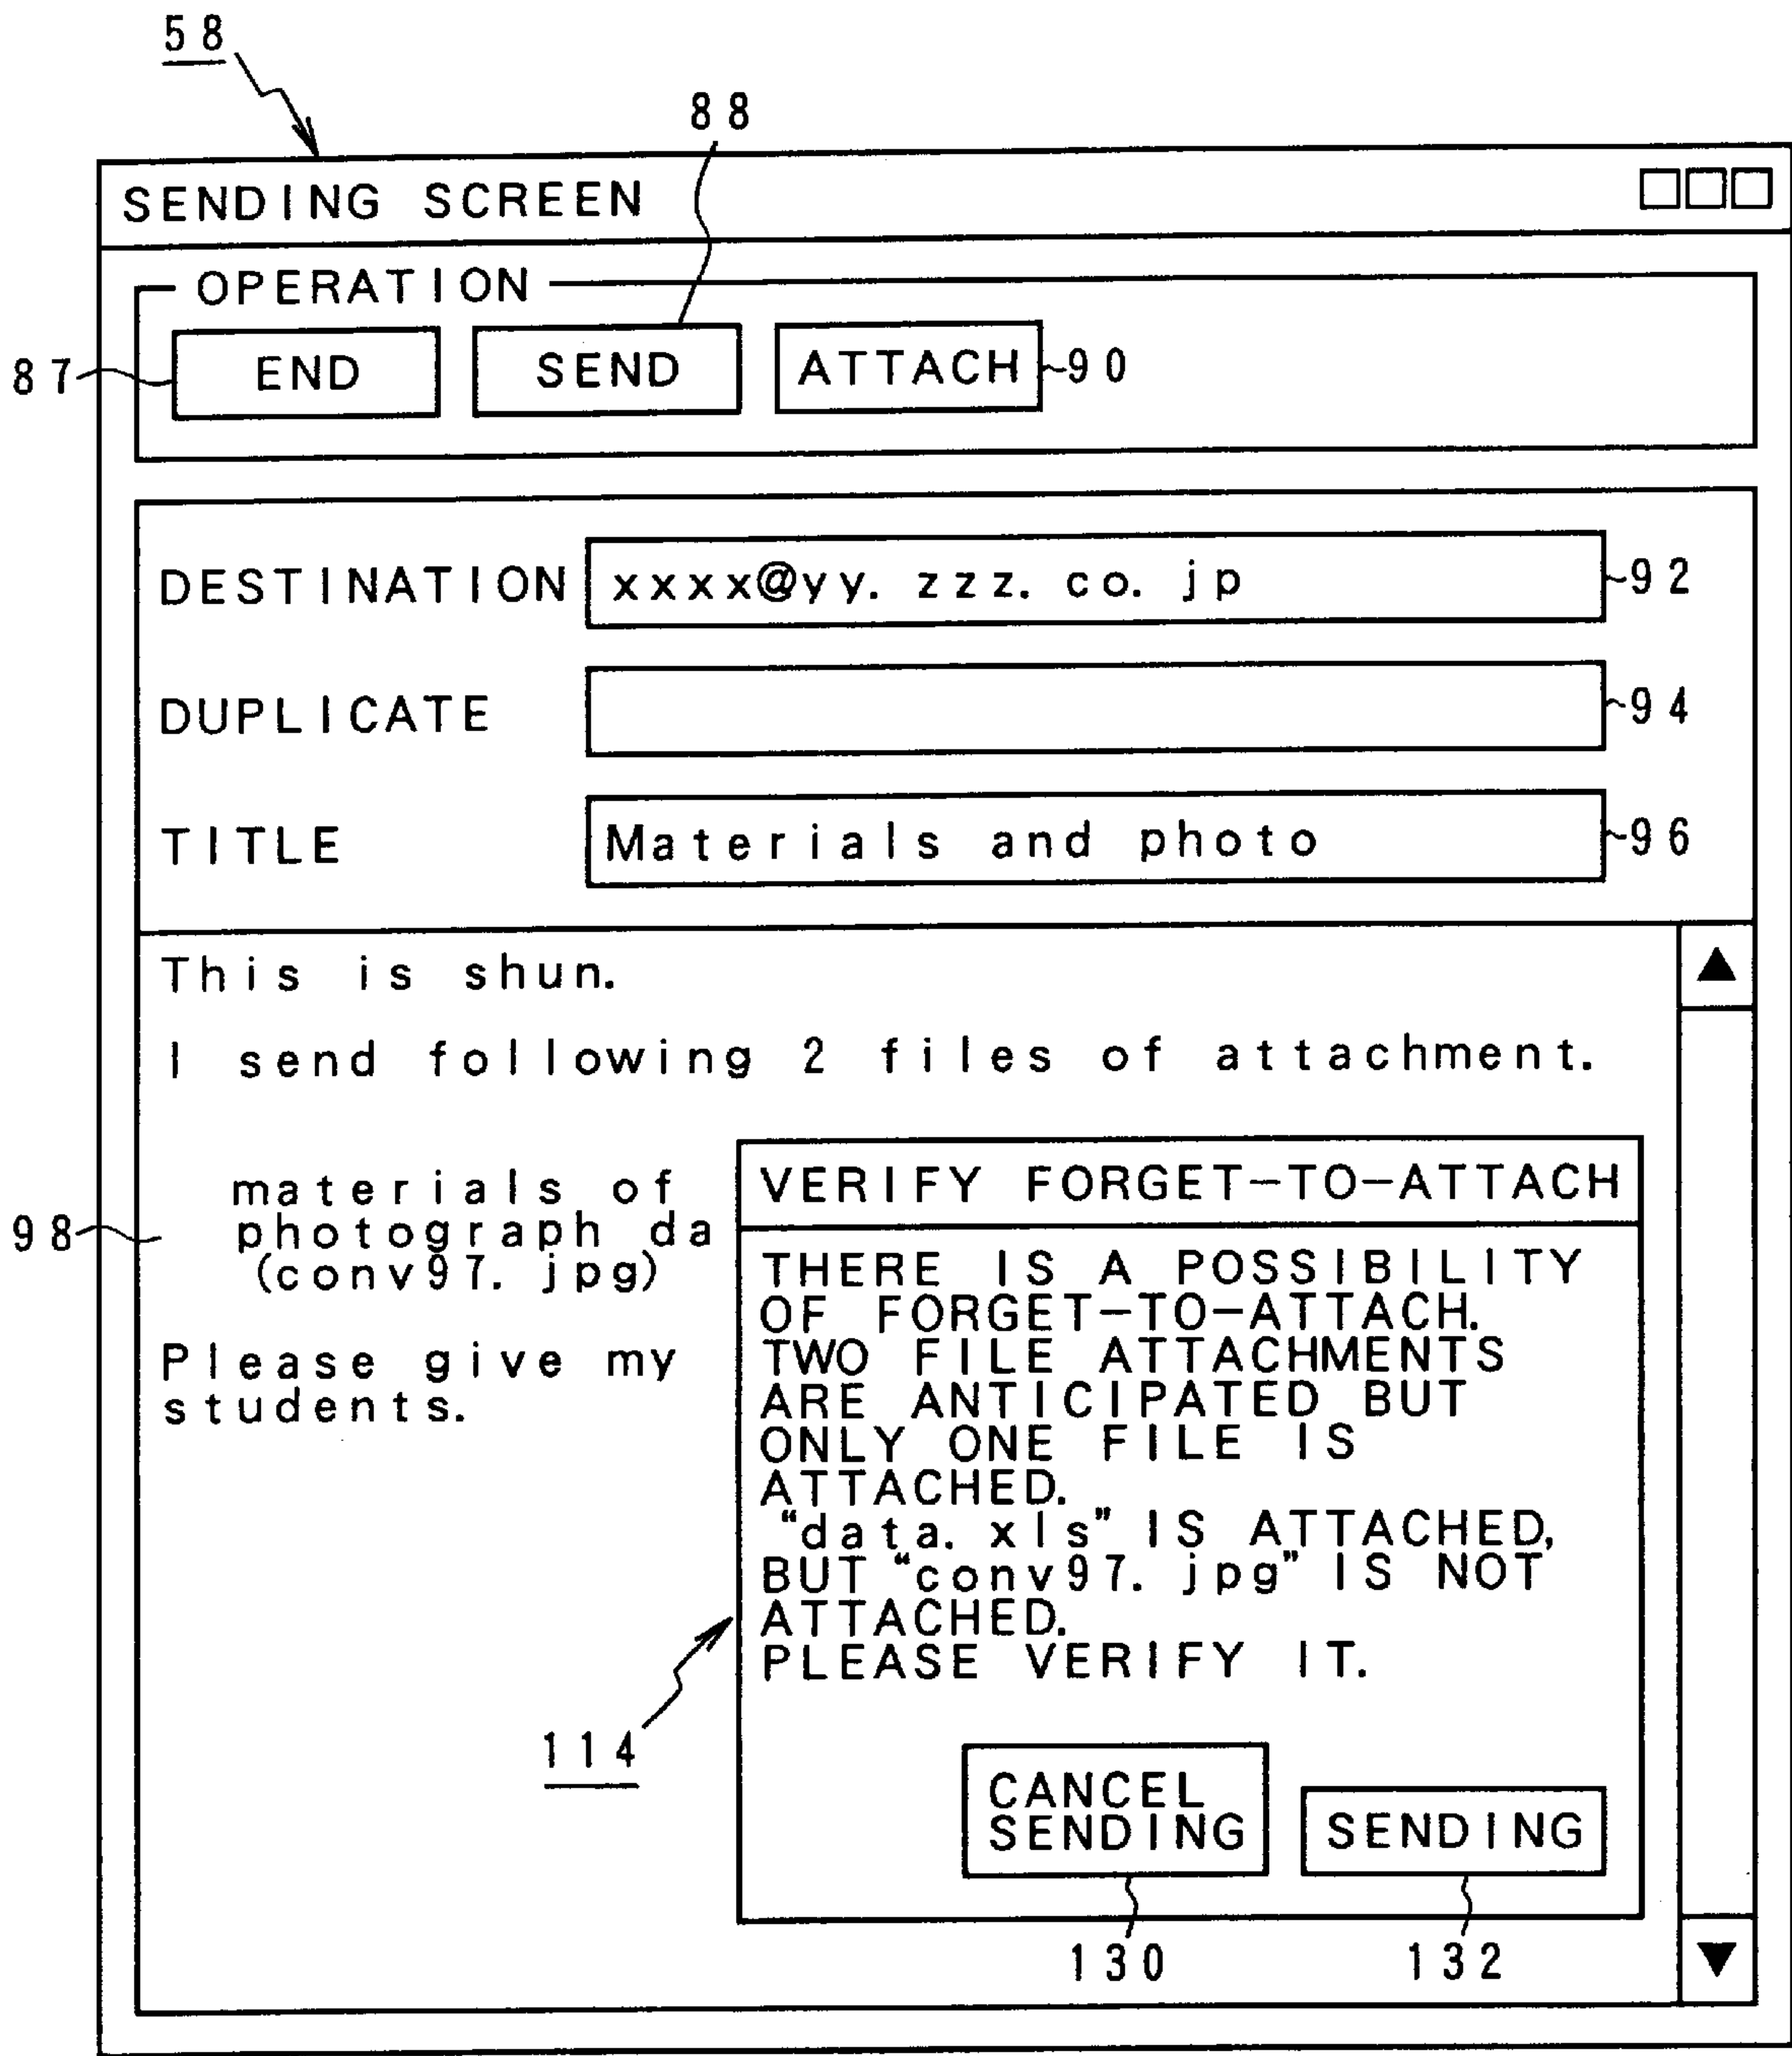 58
88
SENDING SCREEN
OPERATION
87
END
SEND
ATTACH
90
DESTINATION
xxxx@yy. zzz. co. jp
92
DUPLICATE
94
TITLE
Materials and photo
96
This is shun.
I send following 2 files of attachment.
materials of
98
photograph da
(conv97. jpg)
Please give my
students.
VERIFY FORGET-TO-ATTACH
THERE IS A POSSIBILITY
OF FORGET-TO-ATTACH.
TWO FILE ATTACHMENTS
ARE ANTICIPATED BUT
ONLY ONE FILE IS
ATTACHED.
“data. xls” IS ATTACHED,
BUT “conv97. jpg” IS NOT
ATTACHED.
PLEASE VERIFY IT.
114
CANCEL
SENDING
SENDING
130
132